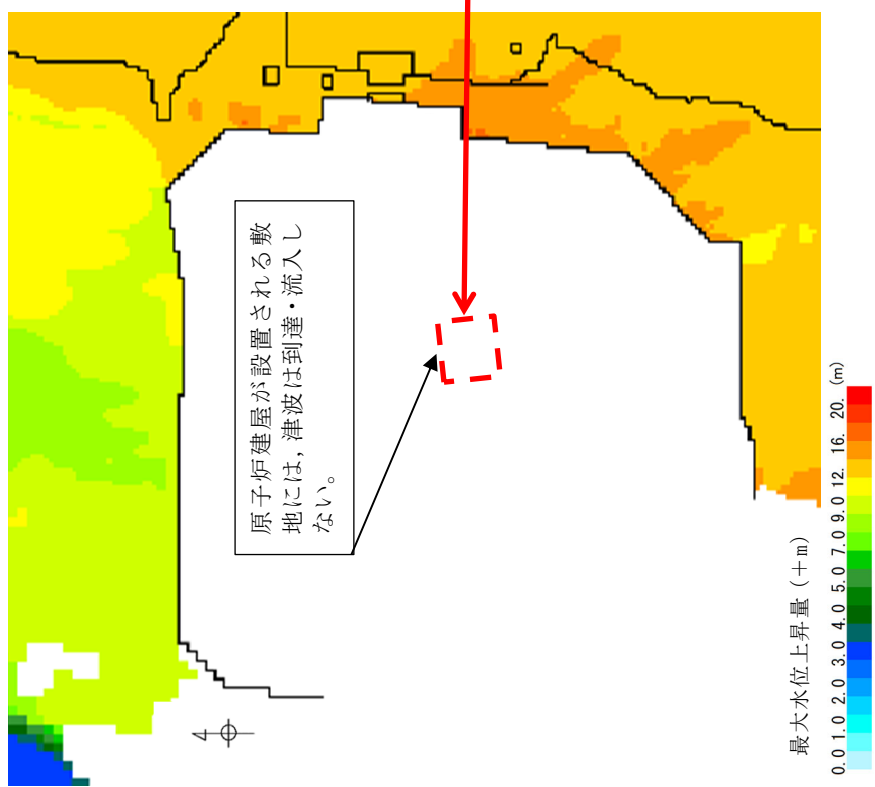 原子炉建屋が設置される敷
地には，津波は到達・流入し
ない。
最大水位上昇量（＋ｍ）
0.0 1.0 2.0 3.0 4.0 5.0 7.0 9.0 12. 16. 20. (m)